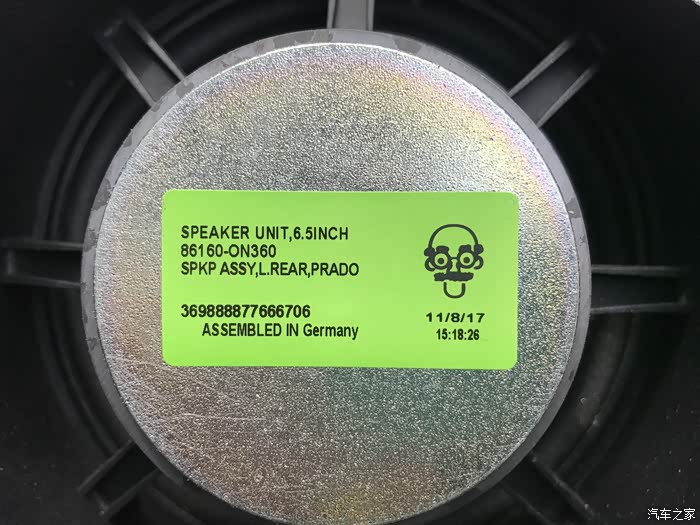 SPEAKER UNIT,6.5INCH
86160-ON360
SPKP ASSY,L.REAR,PRADO
369888877666706
ASSEMBLED IN Germany
11/8/17
15:18:26
汽车之家